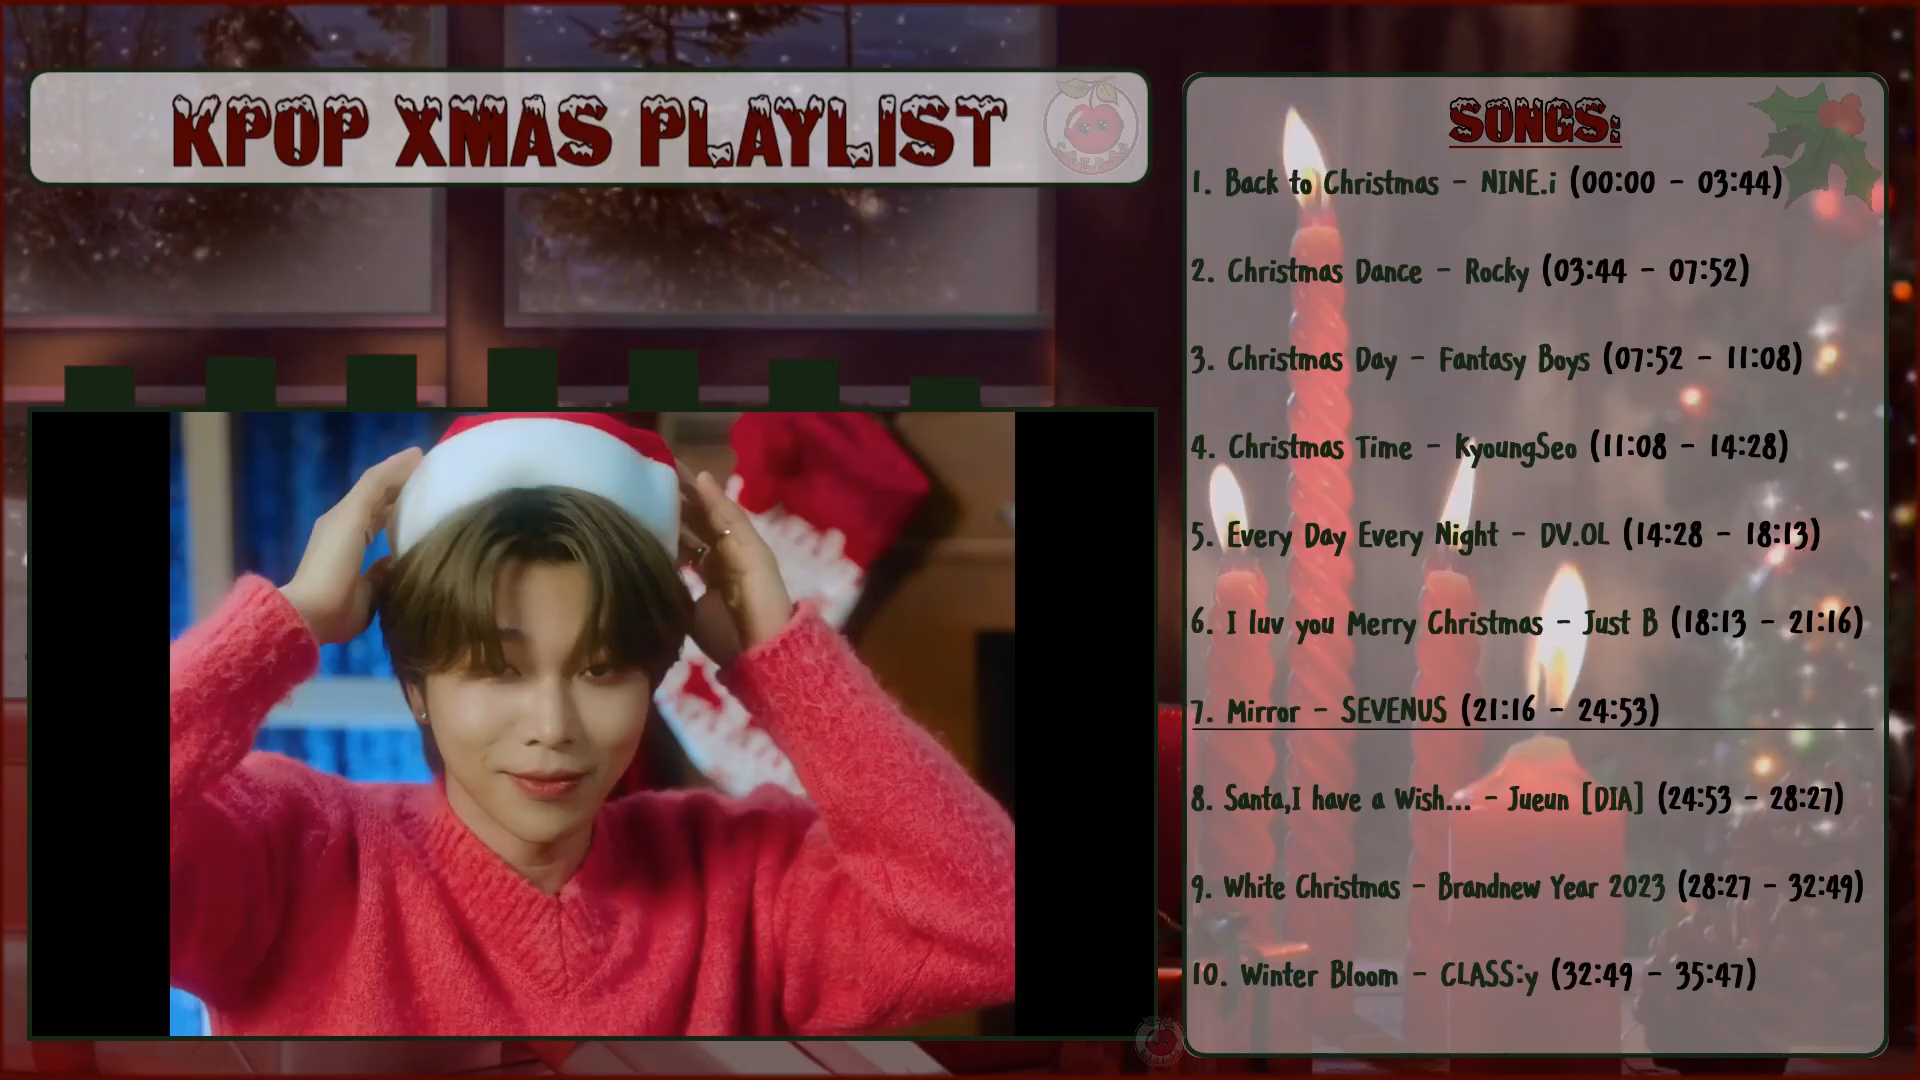 KPOP XMAS PLAYLIST
SONGS:
1. Back to Christmas - NINE.i (00:00 - 03:44)
2. Christmas Dance - Rocky (03:44 - 07:52)
3. Christmas Day - Fantasy Boys (07:52 - 11:08)
4. Christmas Time - KyoungSeo (11:08 - 14:28)
5. Every Day Every Night - DV.OL (14:28 - 18:13)
6. I luv you Merry Christmas - Just B (18:13 - 21:16)
7. Mirror - SEVENUS (21:16 - 24:53)
8. Santa,I have a Wish... - Jueun [DIA] (24:53 - 28:27)
9. White Christmas - Brandnew Year 2023 (28:27 - 32:49)
10. Winter Bloom - CLASS:y (32:49 - 35:47)